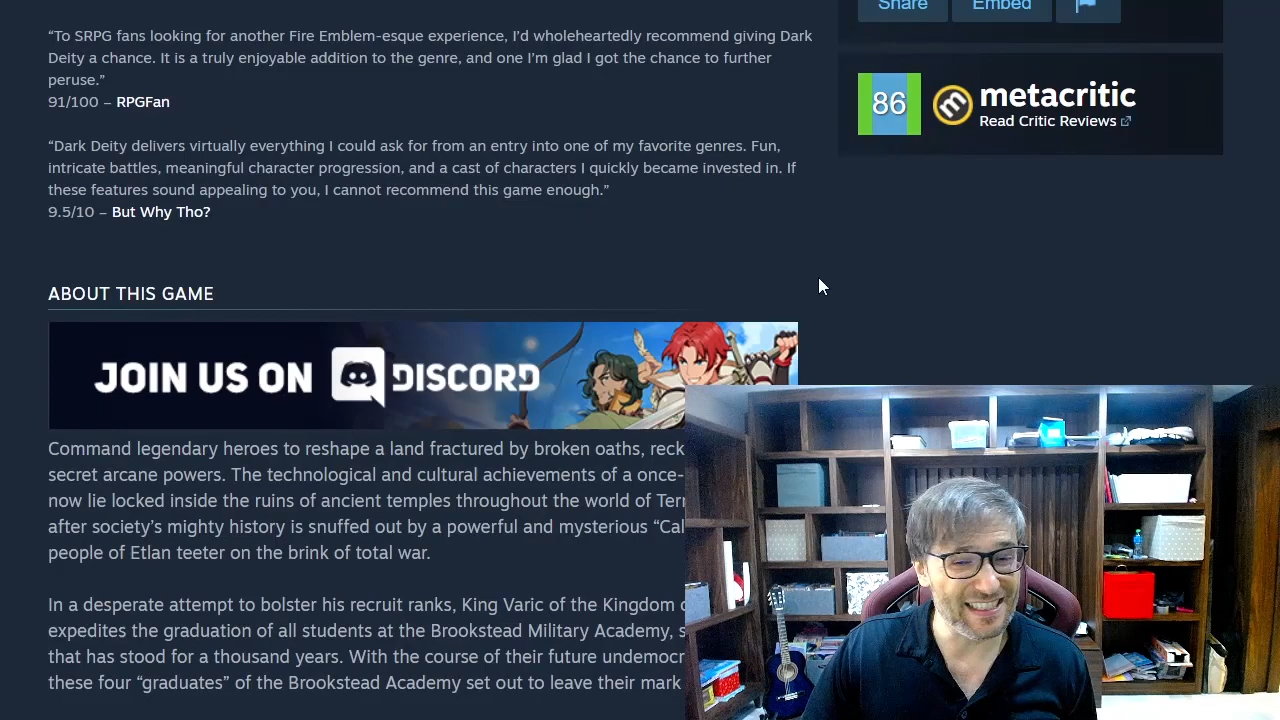 Share
Embed
“To SRPG fans looking for another Fire Emblem-esque experience, I’d wholeheartedly recommend giving Dark
Deity a chance. It is a truly enjoyable addition to the genre, and one I’m glad I got the chance to further
peruse.”
91/100 – RPGFan
86
metacritic
Read Critic Reviews
“Dark Deity delivers virtually everything I could ask for from an entry into one of my favorite genres. Fun,
intricate battles, meaningful character progression, and a cast of characters I quickly became invested in. If
these features sound appealing to you, I cannot recommend this game enough.”
9.5/10 – But Why Tho?
ABOUT THIS GAME
JOIN US ON DISCORD
Command legendary heroes to reshape a land fractured by broken oaths, reck
secret arcane powers. The technological and cultural achievements of a once-
now lie locked inside the ruins of ancient temples throughout the world of Terr
after society’s mighty history is snuffed out by a powerful and mysterious “Cal
people of Etlan teeter on the brink of total war.
In a desperate attempt to bolster his recruit ranks, King Varic of the Kingdom
expedites the graduation of all students at the Brookstead Military Academy, s
that has stood for a thousand years. With the course of their future undemocr
these four “graduates” of the Brookstead Academy set out to leave their mark